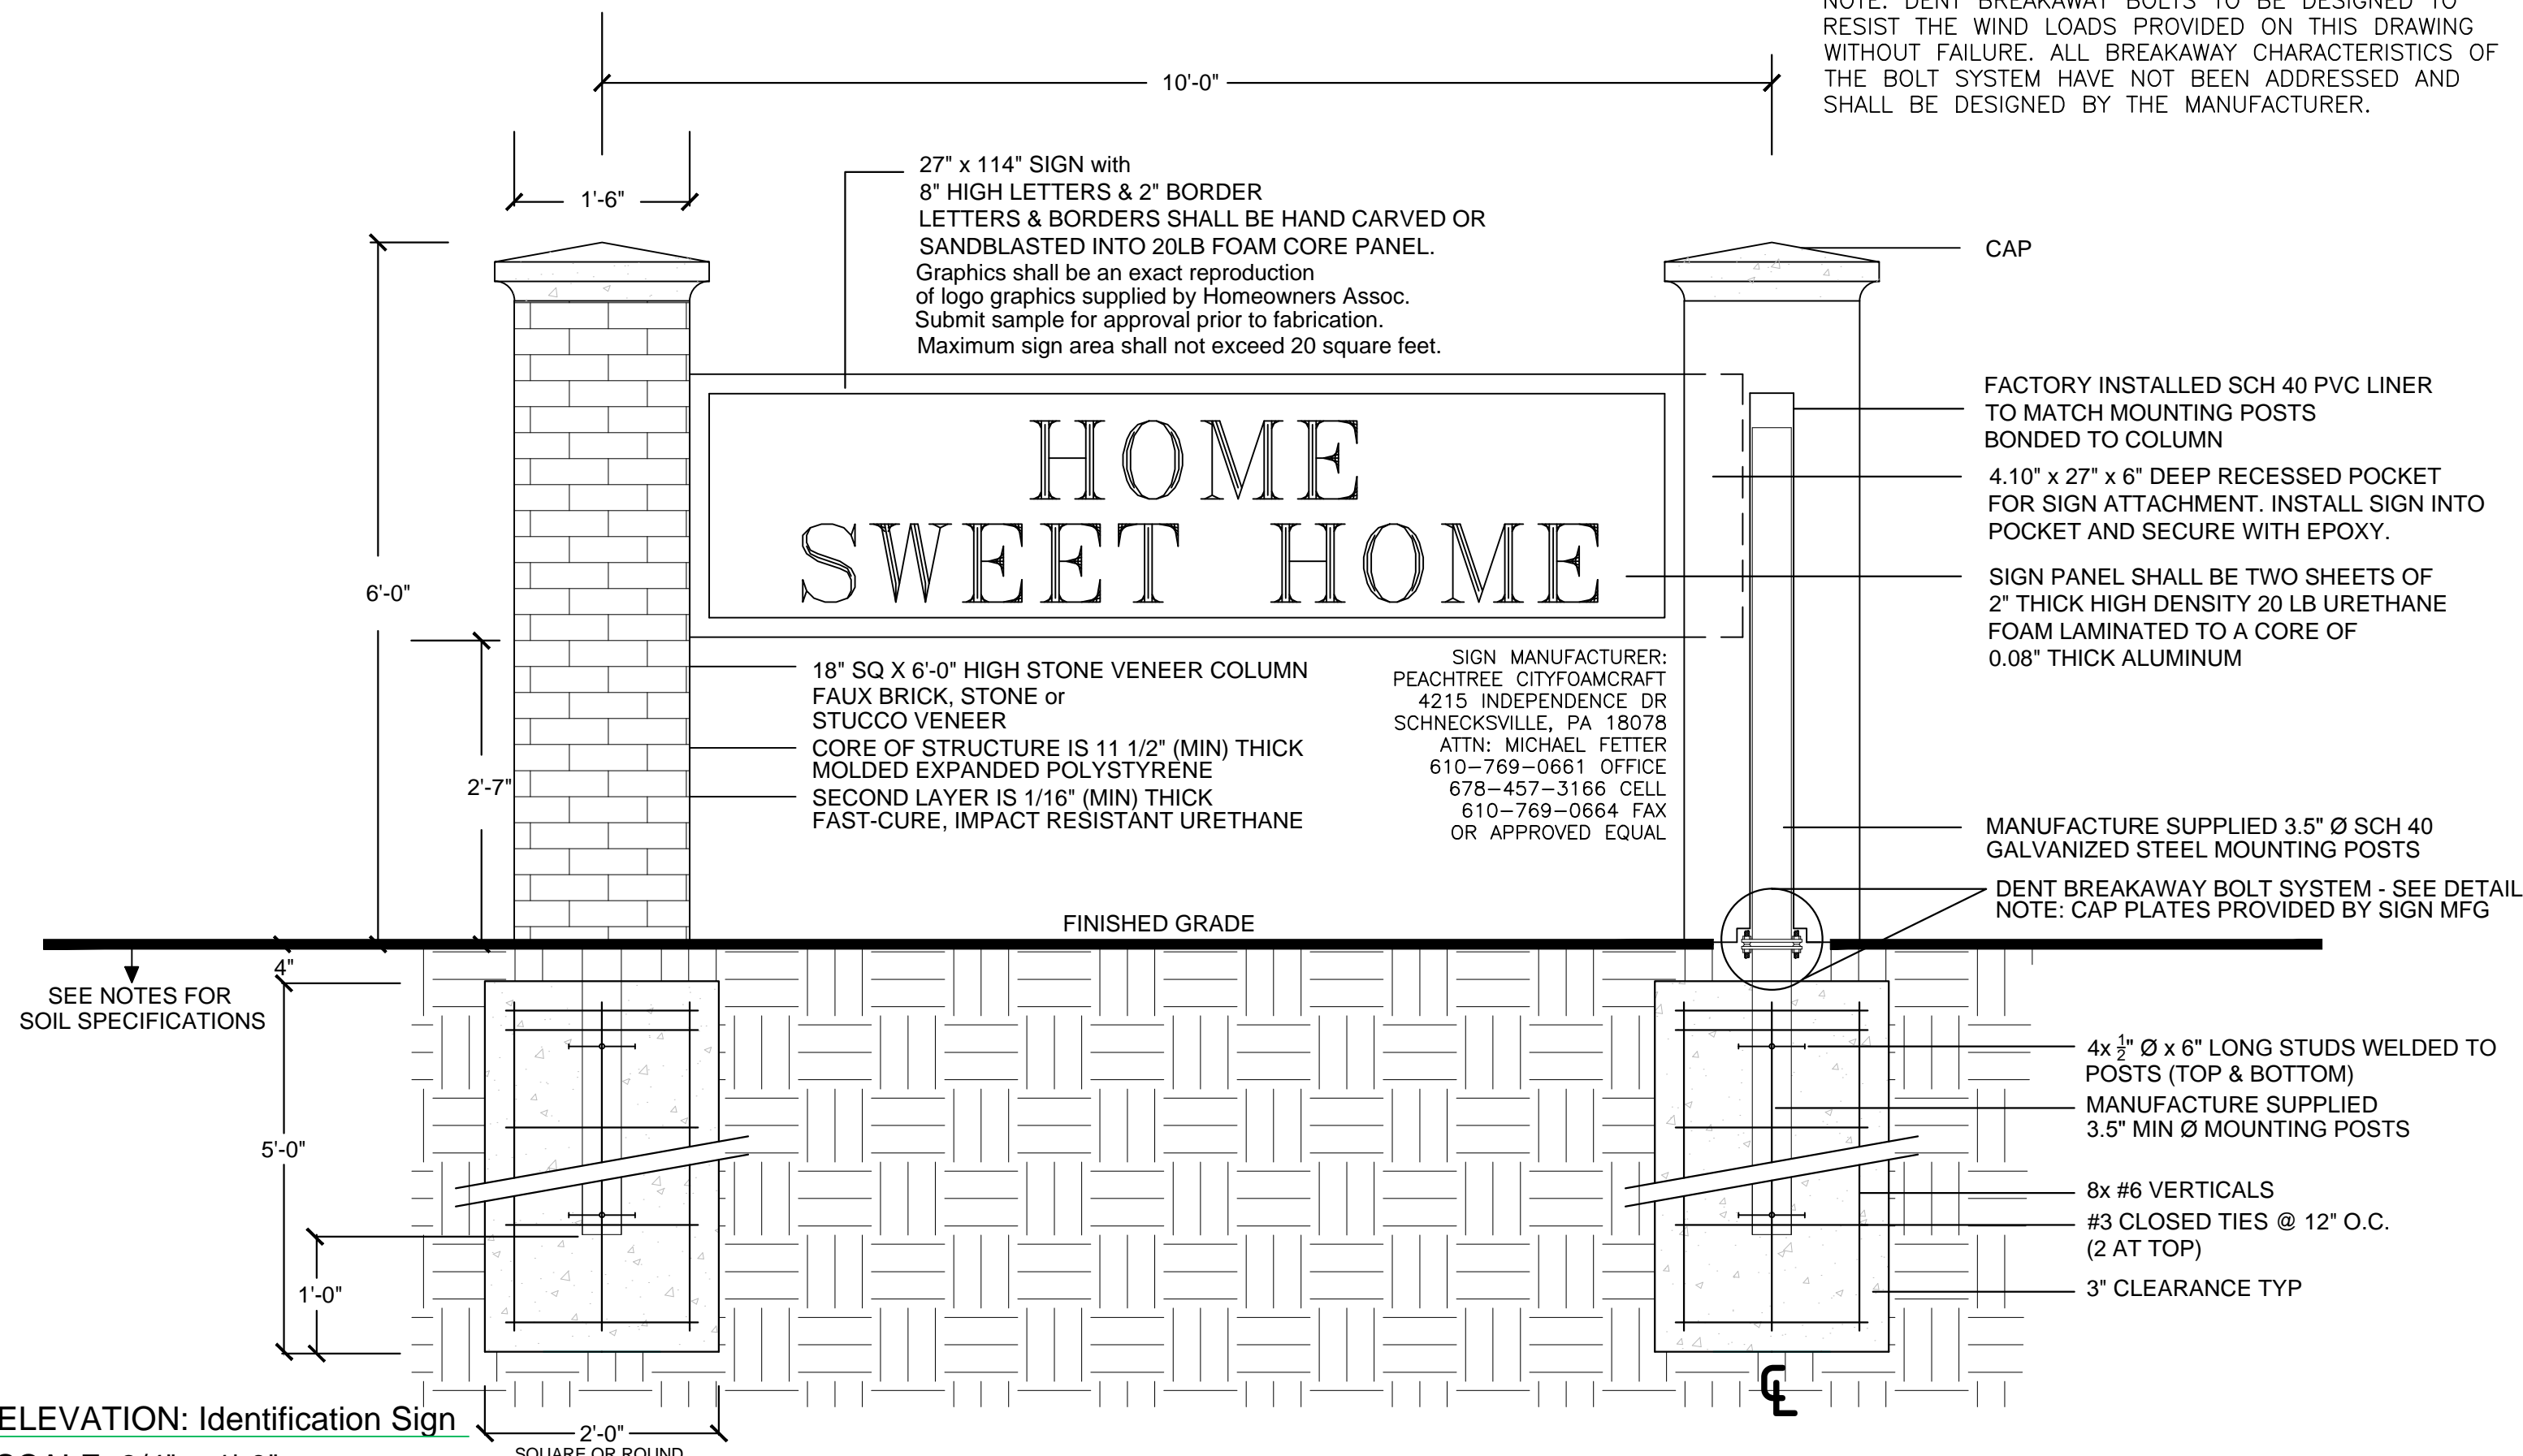 NOTE: DENT BREAKAWAY BOLTS TO BE DESIGNED TO
RESIST THE WIND LOADS PROVIDED ON THIS DRAWING
WITHOUT FAILURE. ALL BREAKAWAY CHARACTERISTICS OF
THE BOLT SYSTEM HAVE NOT BEEN ADDRESSED AND
SHALL BE DESIGNED BY THE MANUFACTURER.
10'-0"
1'-6"
27" x 114" SIGN with
8" HIGH LETTERS & 2" BORDER
LETTERS & BORDERS SHALL BE HAND CARVED OR
SANDBLASTED INTO 20LB FOAM CORE PANEL.
Graphics shall be an exact reproduction
of logo graphics supplied by Homeowners Assoc.
Submit sample for approval prior to fabrication.
Maximum sign area shall not exceed 20 square feet.
CAP
FACTORY INSTALLED SCH 40 PVC LINER
TO MATCH MOUNTING POSTS
BONDED TO COLUMN
4.10" x 27" x 6" DEEP RECESSED POCKET
FOR SIGN ATTACHMENT. INSTALL SIGN INTO
POCKET AND SECURE WITH EPOXY.
HOME
SWEET HOME
SIGN PANEL SHALL BE TWO SHEETS OF
2" THICK HIGH DENSITY 20 LB URETHANE
FOAM LAMINATED TO A CORE OF
0.08" THICK ALUMINUM
6'-0"
2'-7"
18" SQ X 6'-0" HIGH STONE VENEER COLUMN
FAUX BRICK, STONE or
STUCCO VENEER
CORE OF STRUCTURE IS 11 1/2" (MIN) THICK
MOLDED EXPANDED POLYSTYRENE
SECOND LAYER IS 1/16" (MIN) THICK
FAST-CURE, IMPACT RESISTANT URETHANE
SIGN MANUFACTURER:
PEACHTREE CITYFOAMCRAFT
4215 INDEPENDENCE DR
SCHNECKSVILLE, PA 18078
ATTN: MICHAEL FETTER
610-769-0661 OFFICE
678-457-3166 CELL
610-769-0664 FAX
OR APPROVED EQUAL
MANUFACTURE SUPPLIED 3.5" Ø SCH 40
GALVANIZED STEEL MOUNTING POSTS
DENT BREAKAWAY BOLT SYSTEM - SEE DETAIL
NOTE: CAP PLATES PROVIDED BY SIGN MFG
FINISHED GRADE
4"
SEE NOTES FOR
SOIL SPECIFICATIONS
5'-0"
1'-0"
4x 1/2" Ø x 6" LONG STUDS WELDED TO
POSTS (TOP & BOTTOM)
MANUFACTURE SUPPLIED
3.5" MIN Ø MOUNTING POSTS
8x #6 VERTICALS
#3 CLOSED TIES @ 12" O.C.
(2 AT TOP)
3" CLEARANCE TYP
CL
ELEVATION: Identification Sign
2'-0"
SQUARE OR ROUND